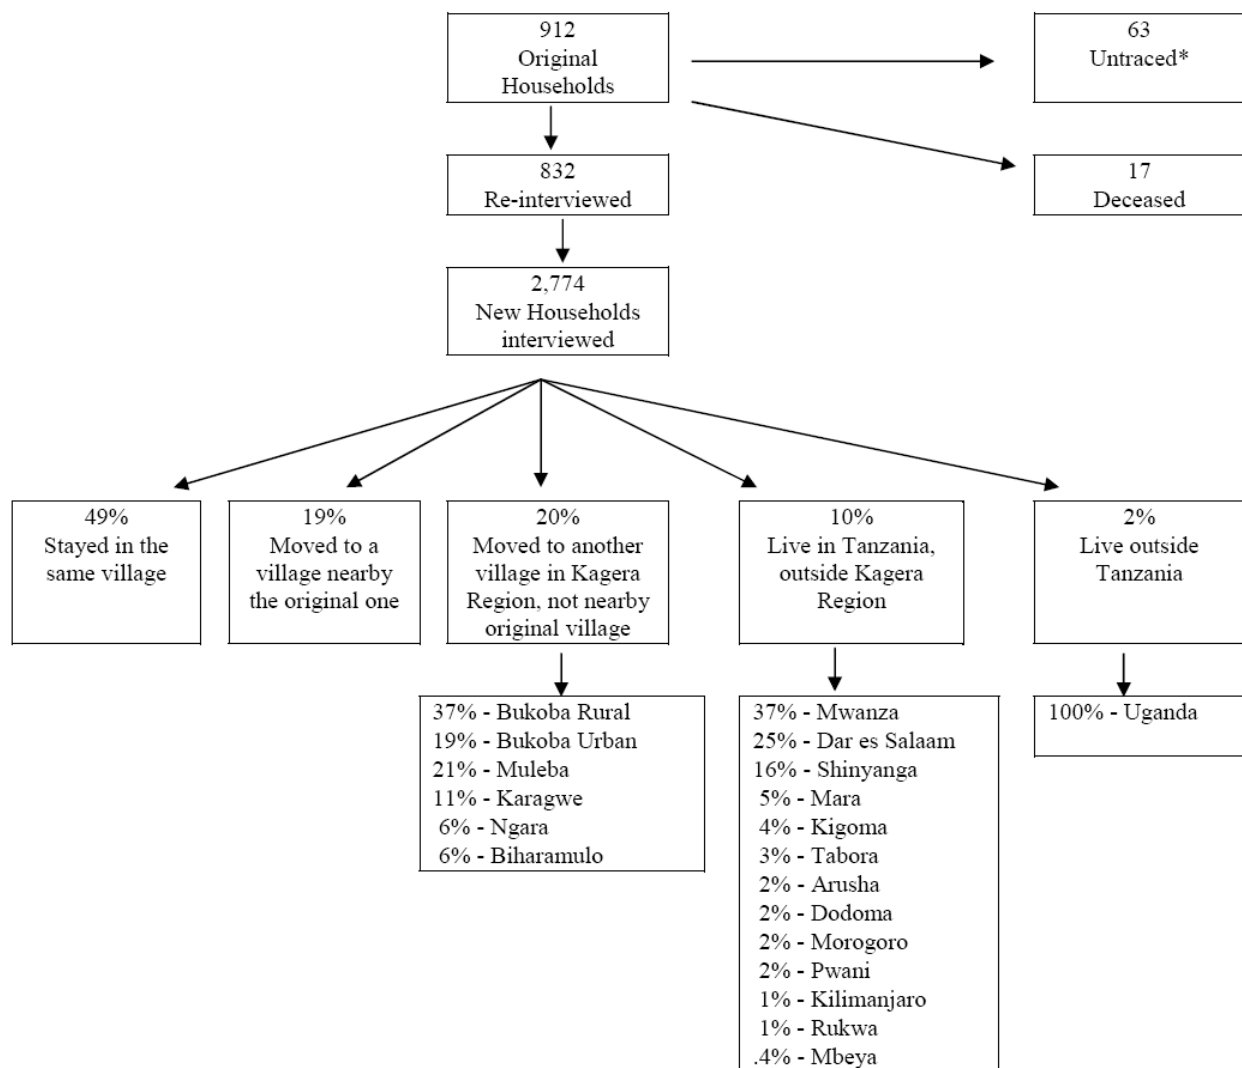 912
Original
Households
63
Untraced*
832
Re-interviewed
17
Deceased
2,774
New Households
interviewed
49%
Stayed in the
same village
19%
Moved to a
village nearby
the original one
20%
Moved to another
village in Kagera
Region, not nearby
original village
10%
Live in Tanzania,
outside Kagera
Region
2%
Live outside
Tanzania
37% - Bukoba Rural
19% - Bukoba Urban
21% - Muleba
11% - Karagwe
6% - Ngara
6% - Biharamulo
37% - Mwanza
25% - Dar es Salaam
16% - Shinyanga
5% - Mara
4% - Kigoma
3% - Tabora
2% - Arusha
2% - Dodoma
2% - Morogoro
2% - Pwani
1% - Kilimanjaro
1% - Rukwa
.4% - Mbeya
100% - Uganda